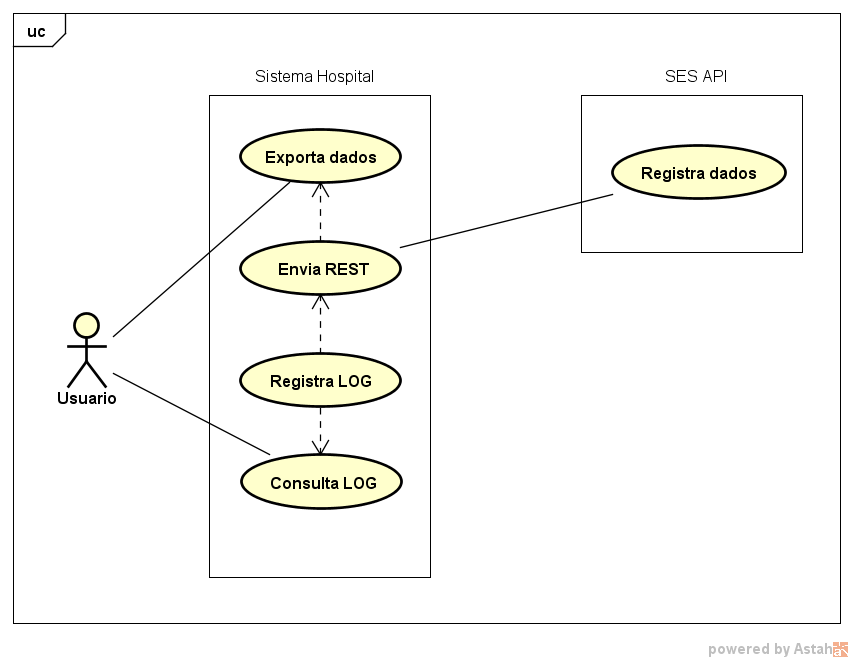 uc
Sistema Hospital
SES API
Exporta dados
Registra dados
Envia REST
Registra LOG
Usuario
Consulta LOG
powered by Astah